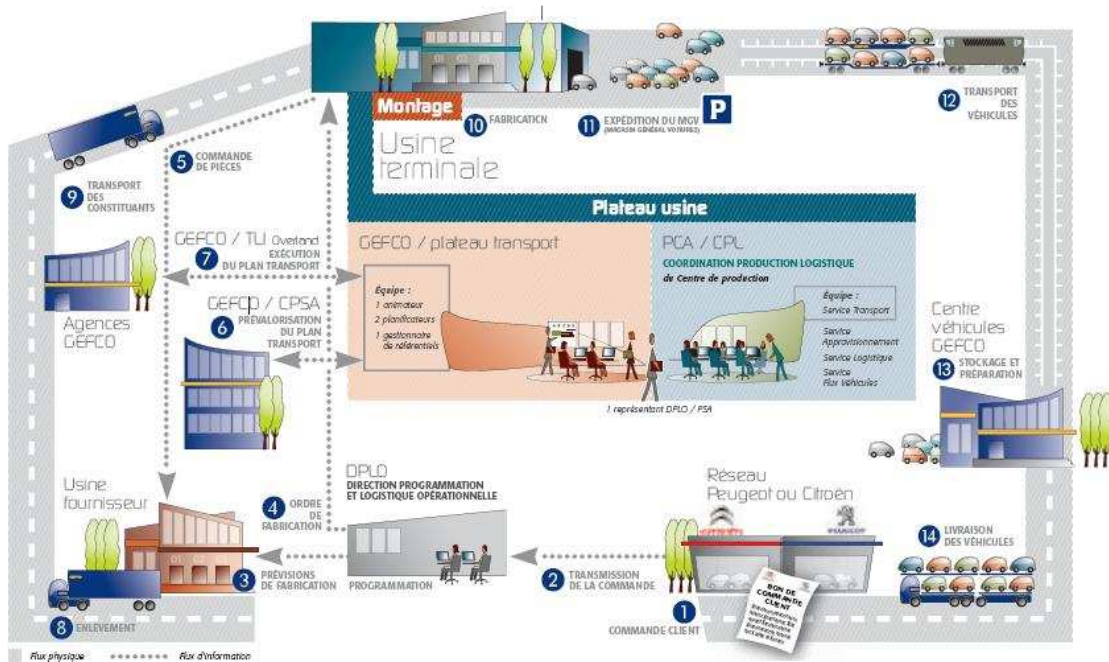 Montage
10 FABRICATION
11 EXPÉDITION DU MGV
(MAGASIN GÉNÉRAL VOITURES)
P
12 TRANSPORT
DES
VÉHICULES
Usine
terminale
5 COMMANDE
DE PIÈCES
9 TRANSPORT
DES
CONSTITUANTS
Plateau usine
GEFCO / TLI Overland
7 EXÉCUTION
DU PLAN TRANSPORT
GEFCO / plateau transport
Équipe :
1 animateur
2 planificateurs
1 gestionnaire
de référentiels
PCA / CPL
COORDINATION PRODUCTION LOGISTIQUE
de Centre de production
Équipe :
Service Transport
Service
Approvisionnement
Service Logistique
Service
Flux Véhicules
1 représentant DPLO / PSA
Agences
GEFCO
GEFCO / CPSA
6 PRÉVALORISATION
DU PLAN
TRANSPORT
Centre
véhicules
GEFCO
13 STOCKAGE ET
PRÉPARATION
Usine
fournisseur
4 ORDRE
DE
FABRICATION
DPLO
DIRECTION PROGRAMMATION
ET LOGISTIQUE OPÉRATIONNELLE
PROGRAMMATION
3 PRÉVISIONS
DE FABRICATION
2 TRANSMISSION
DE LA COMMANDE
Réseau
Peugeot ou Citroën
1
COMMANDE CLIENT
BON DE
COMMANDE
CLIENT
14 LIVRAISON
DES VÉHICULES
8 ENLÈVEMENT
Flux physique
Flux d'information